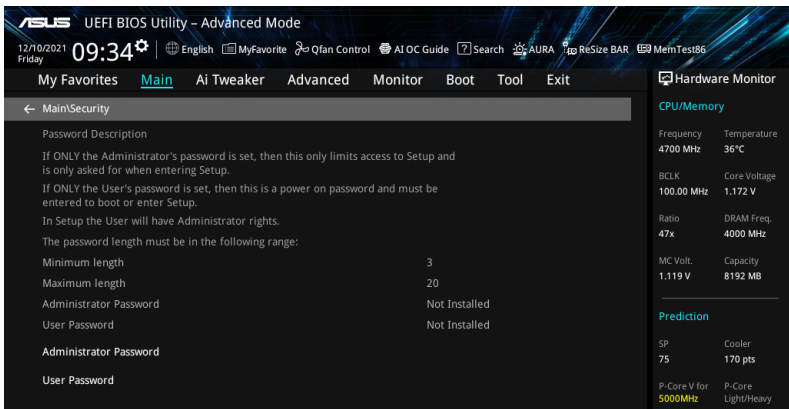 ASUS UEFI BIOS Utility – Advanced Mode
12/10/2021 Friday 09:34 English MyFavorite Qfan Control AI OC Guide Search AURA ReSize BAR MemTest86
My Favorites Main Ai Tweaker Advanced Monitor Boot Tool Exit
← Main\Security
Password Description
If ONLY the Administrator's password is set, then this only limits access to Setup and
is only asked for when entering Setup.
If ONLY the User's password is set, then this is a power on password and must be
entered to boot or enter Setup.
In Setup the User will have Administrator rights.
The password length must be in the following range:
Minimum length 3
Maximum length 20
Administrator Password Not Installed
User Password Not Installed
Administrator Password
User Password
Hardware Monitor
CPU/Memory
Frequency Temperature
4700 MHz 36°C
BCLK Core Voltage
100.00 MHz 1.172 V
Ratio DRAM Freq.
47x 4000 MHz
MC Volt. Capacity
1.119 V 8192 MB
Prediction
SP Cooler
75 170 pts
P-Core V for P-Core
5000MHz Light/Heavy